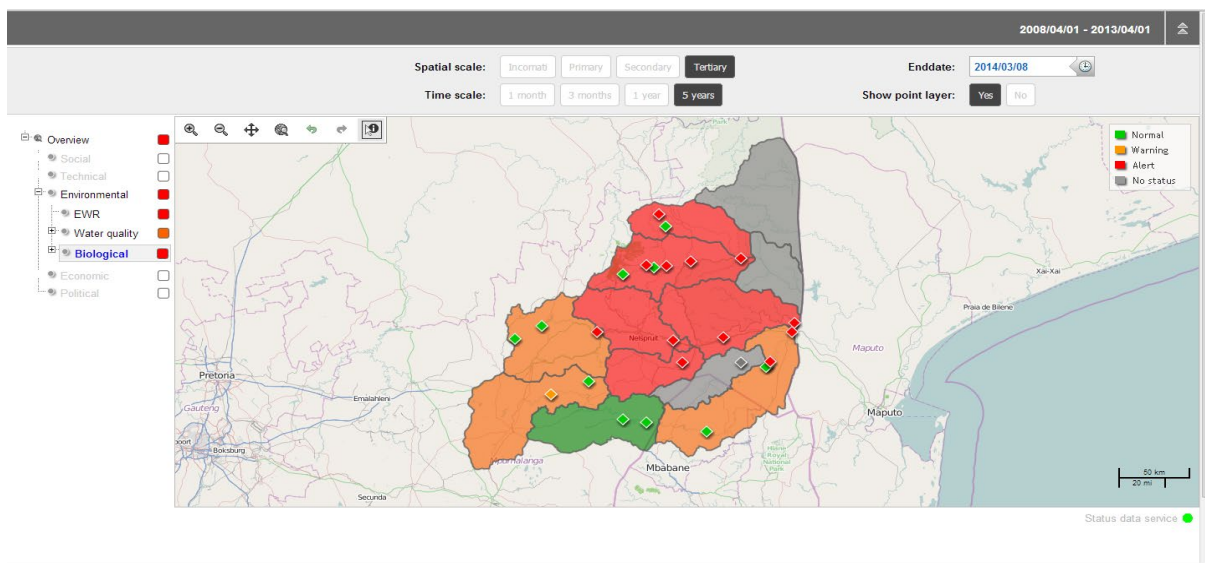 2008/04/01 - 2013/04/01
Spatial scale: Incomati Primary Secondary Tertiary Enddate: 2014/03/08
Time scale: 1 month 3 months 1 year 5 years Show point layer: Yes No
Overview
Social
Technical
Environmental
EWR
Water quality
Biological
Economic
Political
Normal
Warning
Alert
No status
Xai-Xai
Praia de Bilene
Nelspruit
Maputo
Pretoria
Emalahleni
Gauteng
Maputo
Boksburg
Mpumalanga
Mbabane
Secunda
50 km
20 mi
Status data service